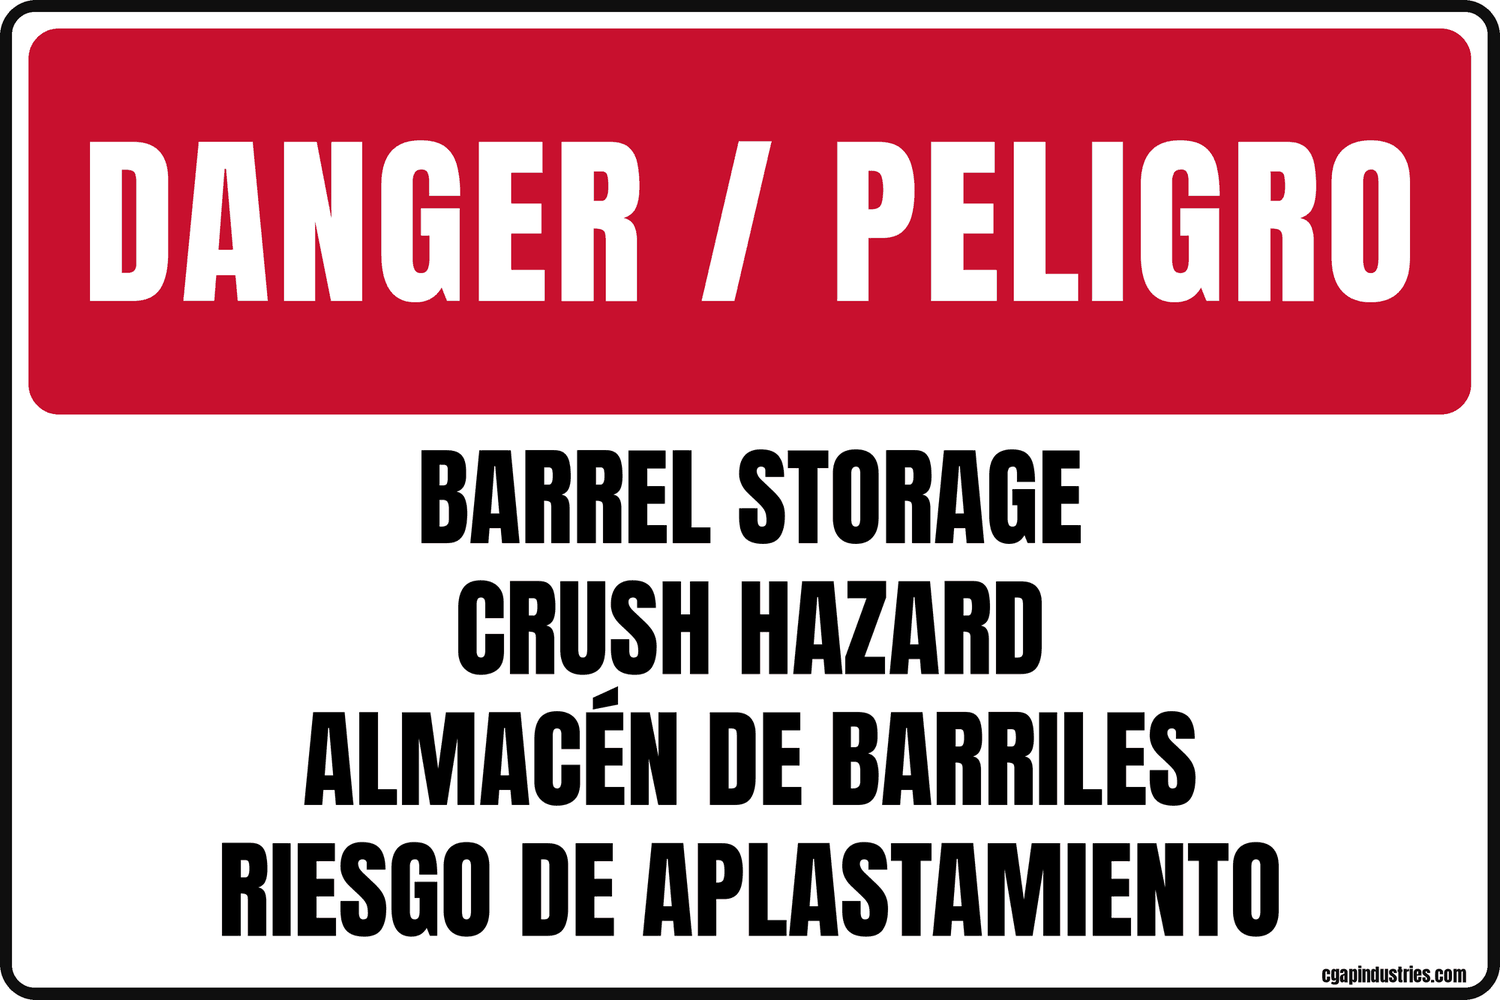 DANGER / PELIGRO
BARREL STORAGE
CRUSH HAZARD
ALMACÉN DE BARRILES
RIESGO DE APLASTAMIENTO
cgapindustries.com